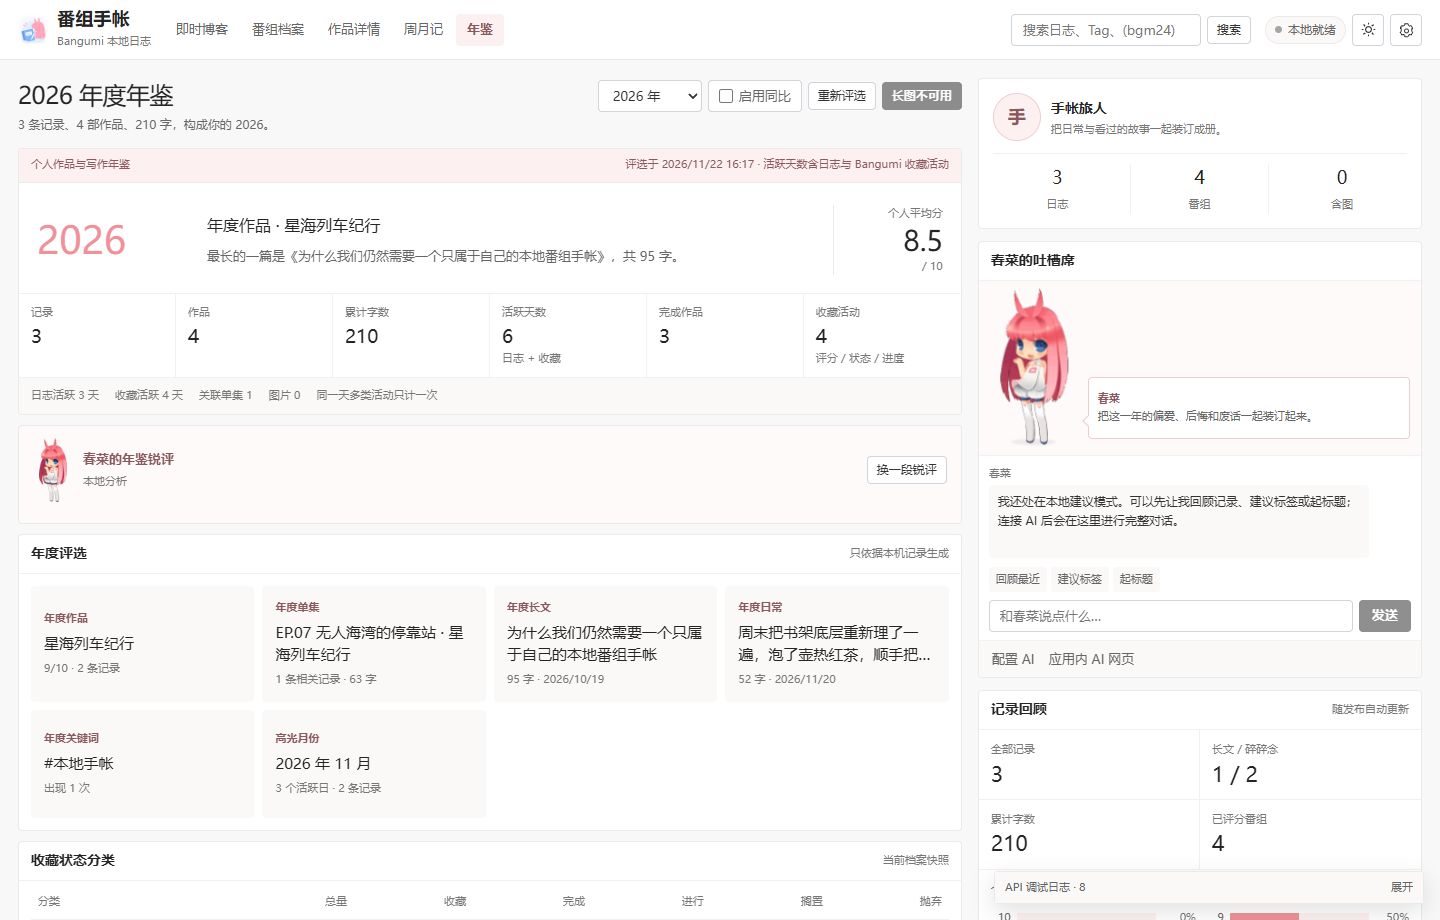 番组手帐
Bangumi 本地日志
即时博客 番组档案 作品详情 周月记 年鉴
搜索日志、Tag、(bgm24) 搜索 本地就绪
2026 年度年鉴
3 条记录、4 部作品、210 字，构成你的 2026。
2026 年 启用同比 重新评选 长图不可用
个人作品与写作年鉴 评选于 2026/11/22 16:17 · 活跃天数含日志与 Bangumi 收藏活动
2026
年度作品 · 星海列车纪行
最长的一篇是《为什么我们仍然需要一个只属于自己的本地番组手帐》，共 95 字。
个人平均分
8.5
/ 10
记录
3
作品
4
累计字数
210
活跃天数
6
日志 + 收藏
完成作品
3
收藏活动
4
评分 / 状态 / 进度
日志活跃 3 天 收藏活跃 4 天 关联单集 1 图片 0 同一天多类活动只计一次
春菜的年鉴锐评
本地分析
换一段锐评
年度评选 只依据本机记录生成
年度作品
星海列车纪行
9/10 · 2 条记录
年度单集
EP.07 无人海湾的停靠站 · 星
海列车纪行
1 条相关记录 · 63 字
年度长文
为什么我们仍然需要一个只属
于自己的本地番组手帐
95 字 · 2026/10/19
年度日常
周末把书架底层重新理了一
遍，泡了壶热红茶，顺手把...
52 字 · 2026/11/20
年度关键词
#本地手帐
出现 1 次
高光月份
2026 年 11 月
3 个活跃日 · 2 条记录
收藏状态分类 当前档案快照
分类 总量 收藏 完成 进行 搁置 抛弃
手
手帐旅人
把日常与看过的故事一起装订成册。
3
日志
4
番组
0
含图
春菜的吐槽席
春菜
把这一年的偏爱、后悔和废话一起装订起来。
春菜
我还处在本地建议模式。可以先让我回顾记录、建议标签或起标题；
连接 AI 后会在这里进行完整对话。
回顾最近 建议标签 起标题
和春菜说点什么... 发送
配置 AI 应用内 AI 网页
记录回顾 随发布自动更新
全部记录
3
长文 / 碎碎念
1 / 2
累计字数
210
已评分番组
4
API 调试日志 · 8 展开
10 0% 9 50%